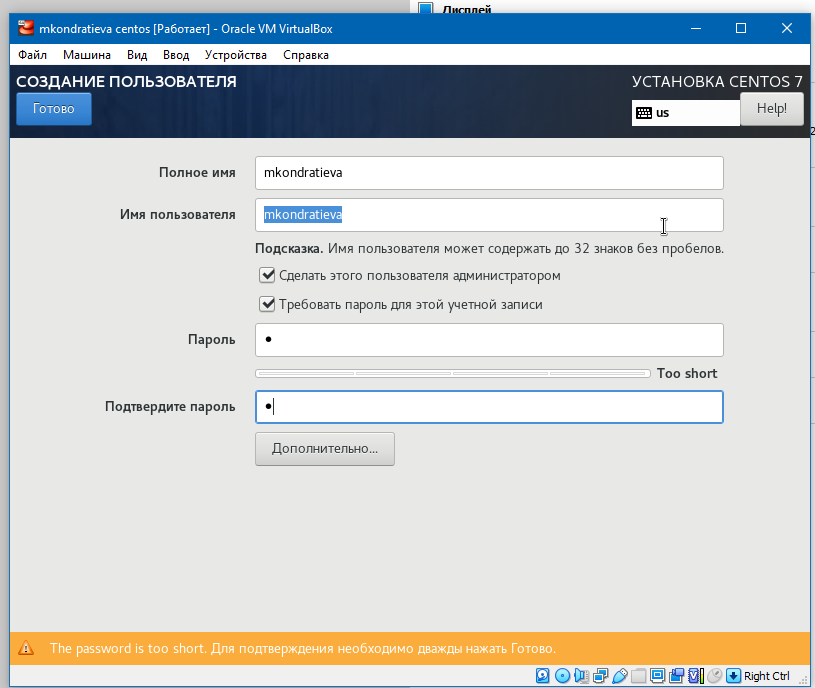 Дисплей
mkondratieva centos [Работает] - Oracle VM VirtualBox
Файл Машина Вид Ввод Устройства Справка
СОЗДАНИЕ ПОЛЬЗОВАТЕЛЯ
УСТАНОВКА CENTOS 7
Готово
us
Help!
Полное имя
mkondratieva
Имя пользователя
mkondratieva
Подсказка. Имя пользователя может содержать до 32 знаков без пробелов.
Сделать этого пользователя администратором
Требовать пароль для этой учетной записи
Пароль
●
Too short
Подтвердите пароль
●
Дополнительно...
The password is too short. Для подтверждения необходимо дважды нажать Готово.
Right Ctrl